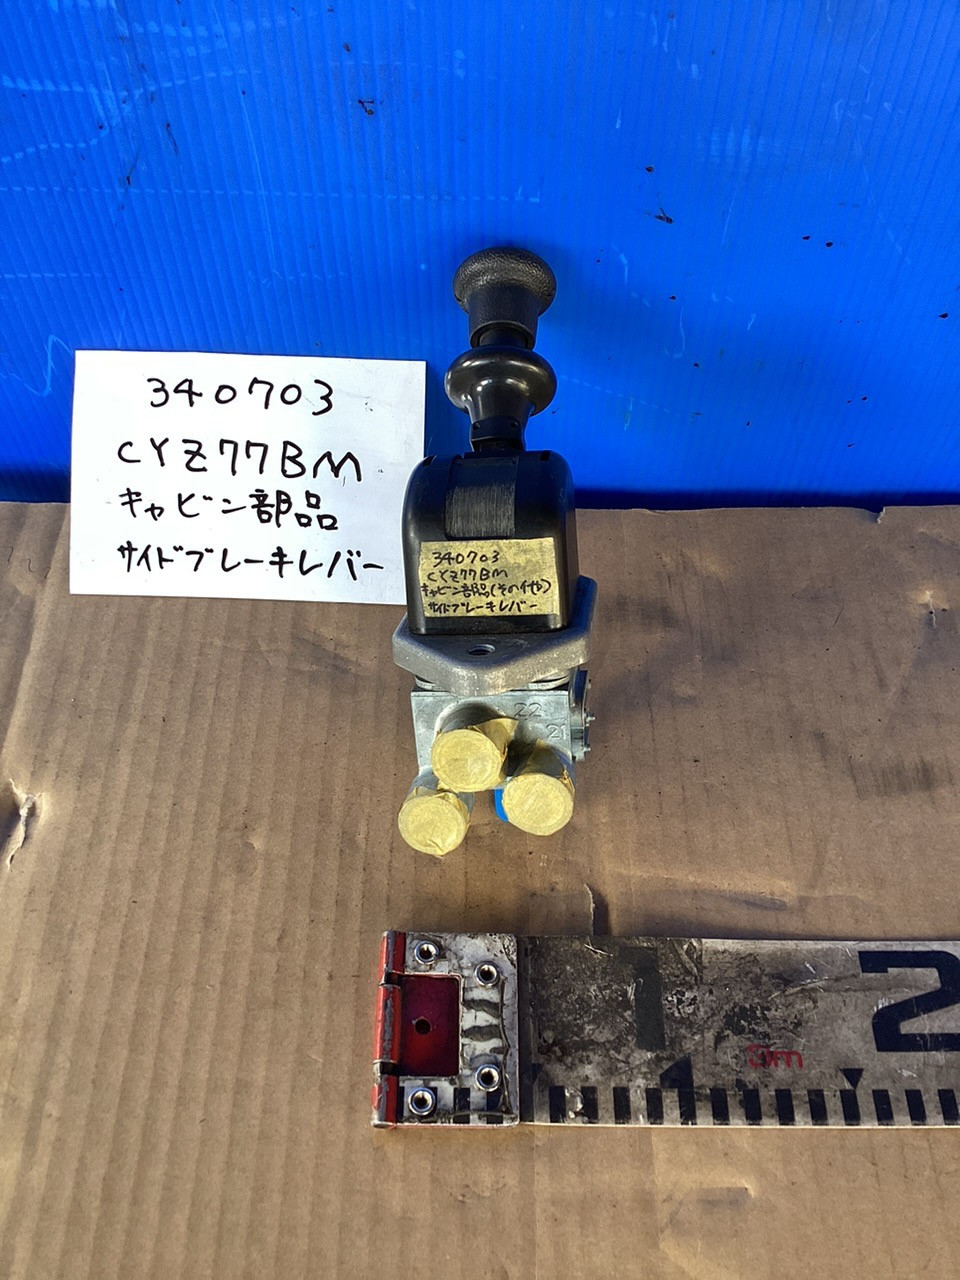 340703
CYZ77BM
キャビン部品
サイドブレーキレバー
340703
CYZ77BM
キャビン部品(その他)
サイドブレーキレバー
22
21
1 2
5m